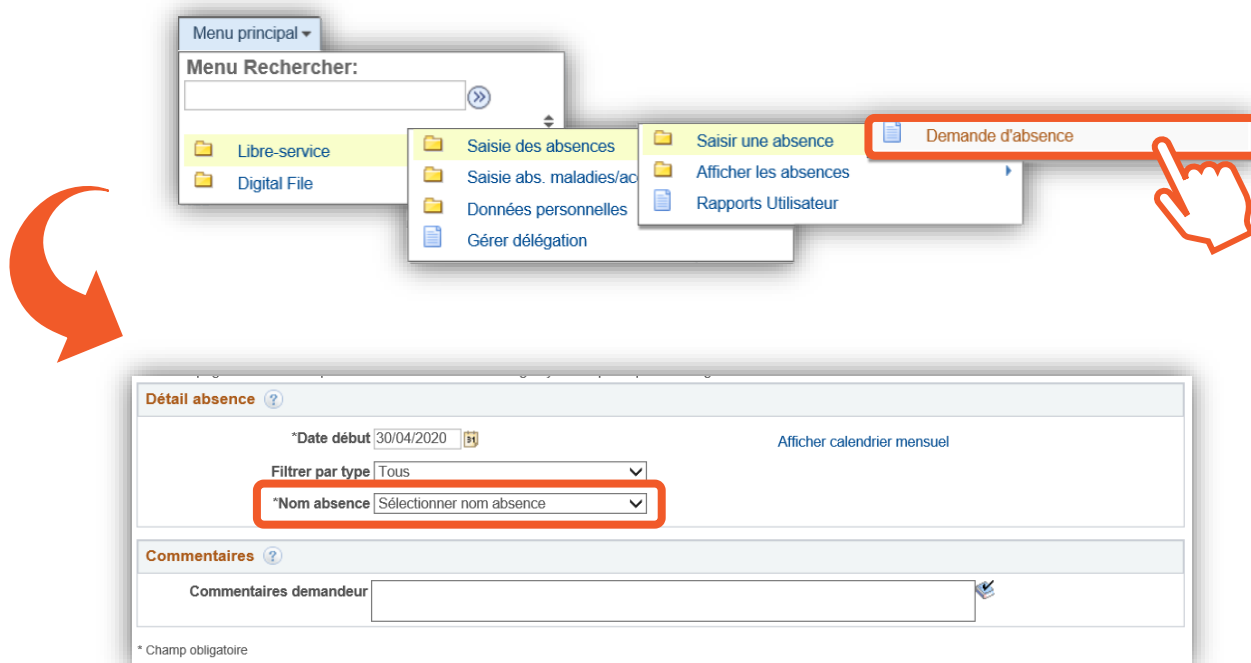 Menu principal
Menu Rechercher:
Libre-service
Digital File
Saisie des absences
Saisie abs. maladies/ac
Données personnelles
Gérer délégation
Saisir une absence
Afficher les absences
Rapports Utilisateur
Demande d'absence
Détail absence ?
*Date début 30/04/2020 31
Afficher calendrier mensuel
Filtrer par type Tous
*Nom absence Sélectionner nom absence
Commentaires ?
Commentaires demandeur
* Champ obligatoire